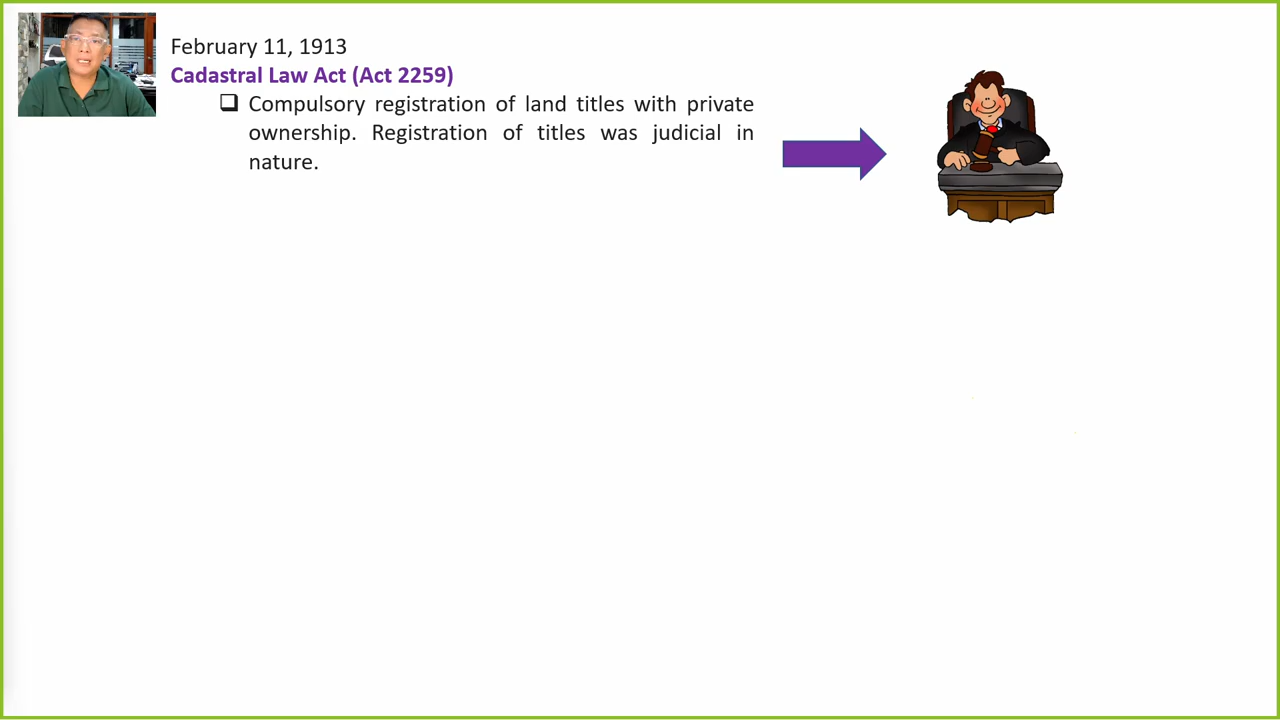 February 11, 1913
Cadastral Law Act (Act 2259)
❑ Compulsory registration of land titles with private
ownership. Registration of titles was judicial in
nature.